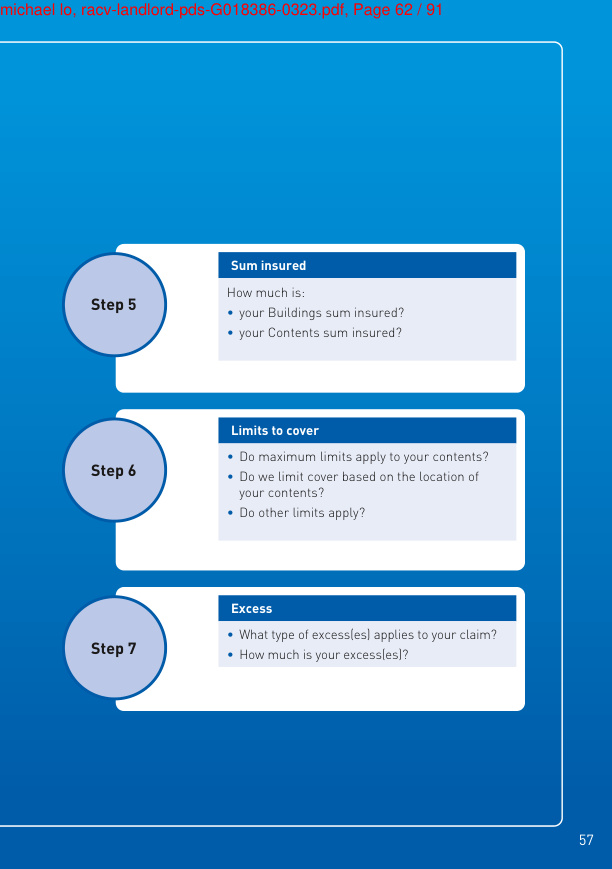 michael lo, racv-landlord-pds-G018386-0323.pdf, Page 62 / 91
Step 5
Sum insured
How much is:
• your Buildings sum insured?
• your Contents sum insured?
Step 6
Limits to cover
• Do maximum limits apply to your contents?
• Do we limit cover based on the location of
your contents?
• Do other limits apply?
Step 7
Excess
• What type of excess(es) applies to your claim?
• How much is your excess(es)?
57